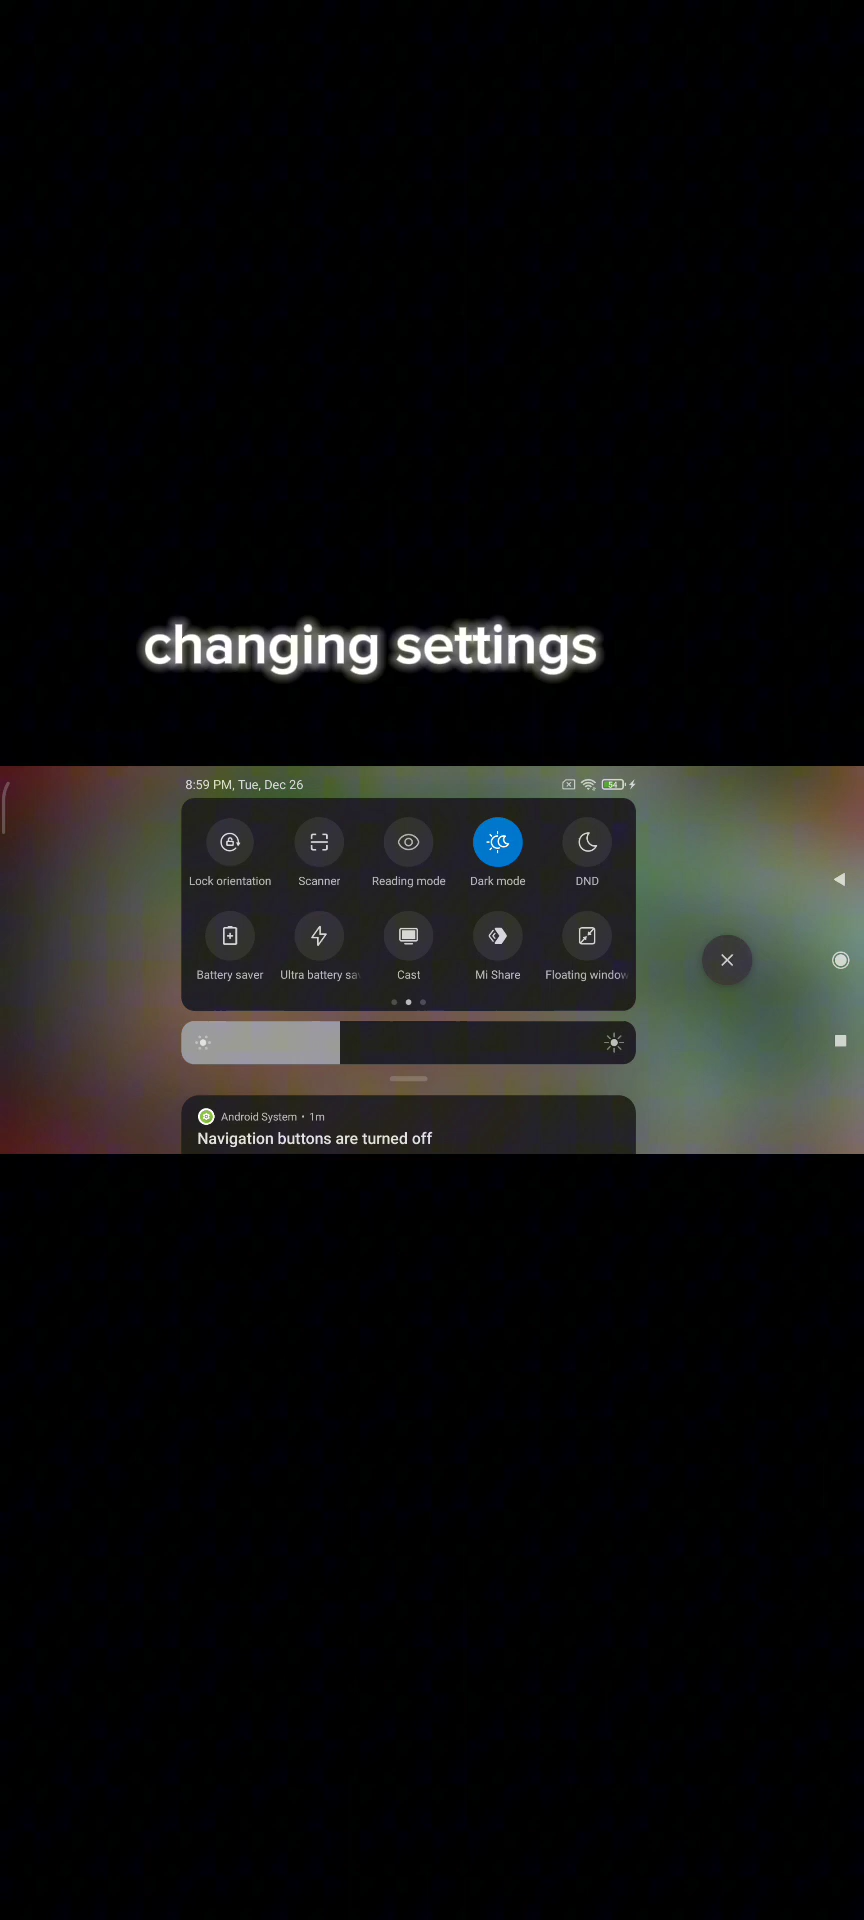 changing settings
8:59 PM, Tue, Dec 26
54
Lock orientation
Scanner
Reading mode
Dark mode
DND
Battery saver
Ultra battery sa
Cast
Mi Share
Floating window
Android System • 1m
Navigation buttons are turned off